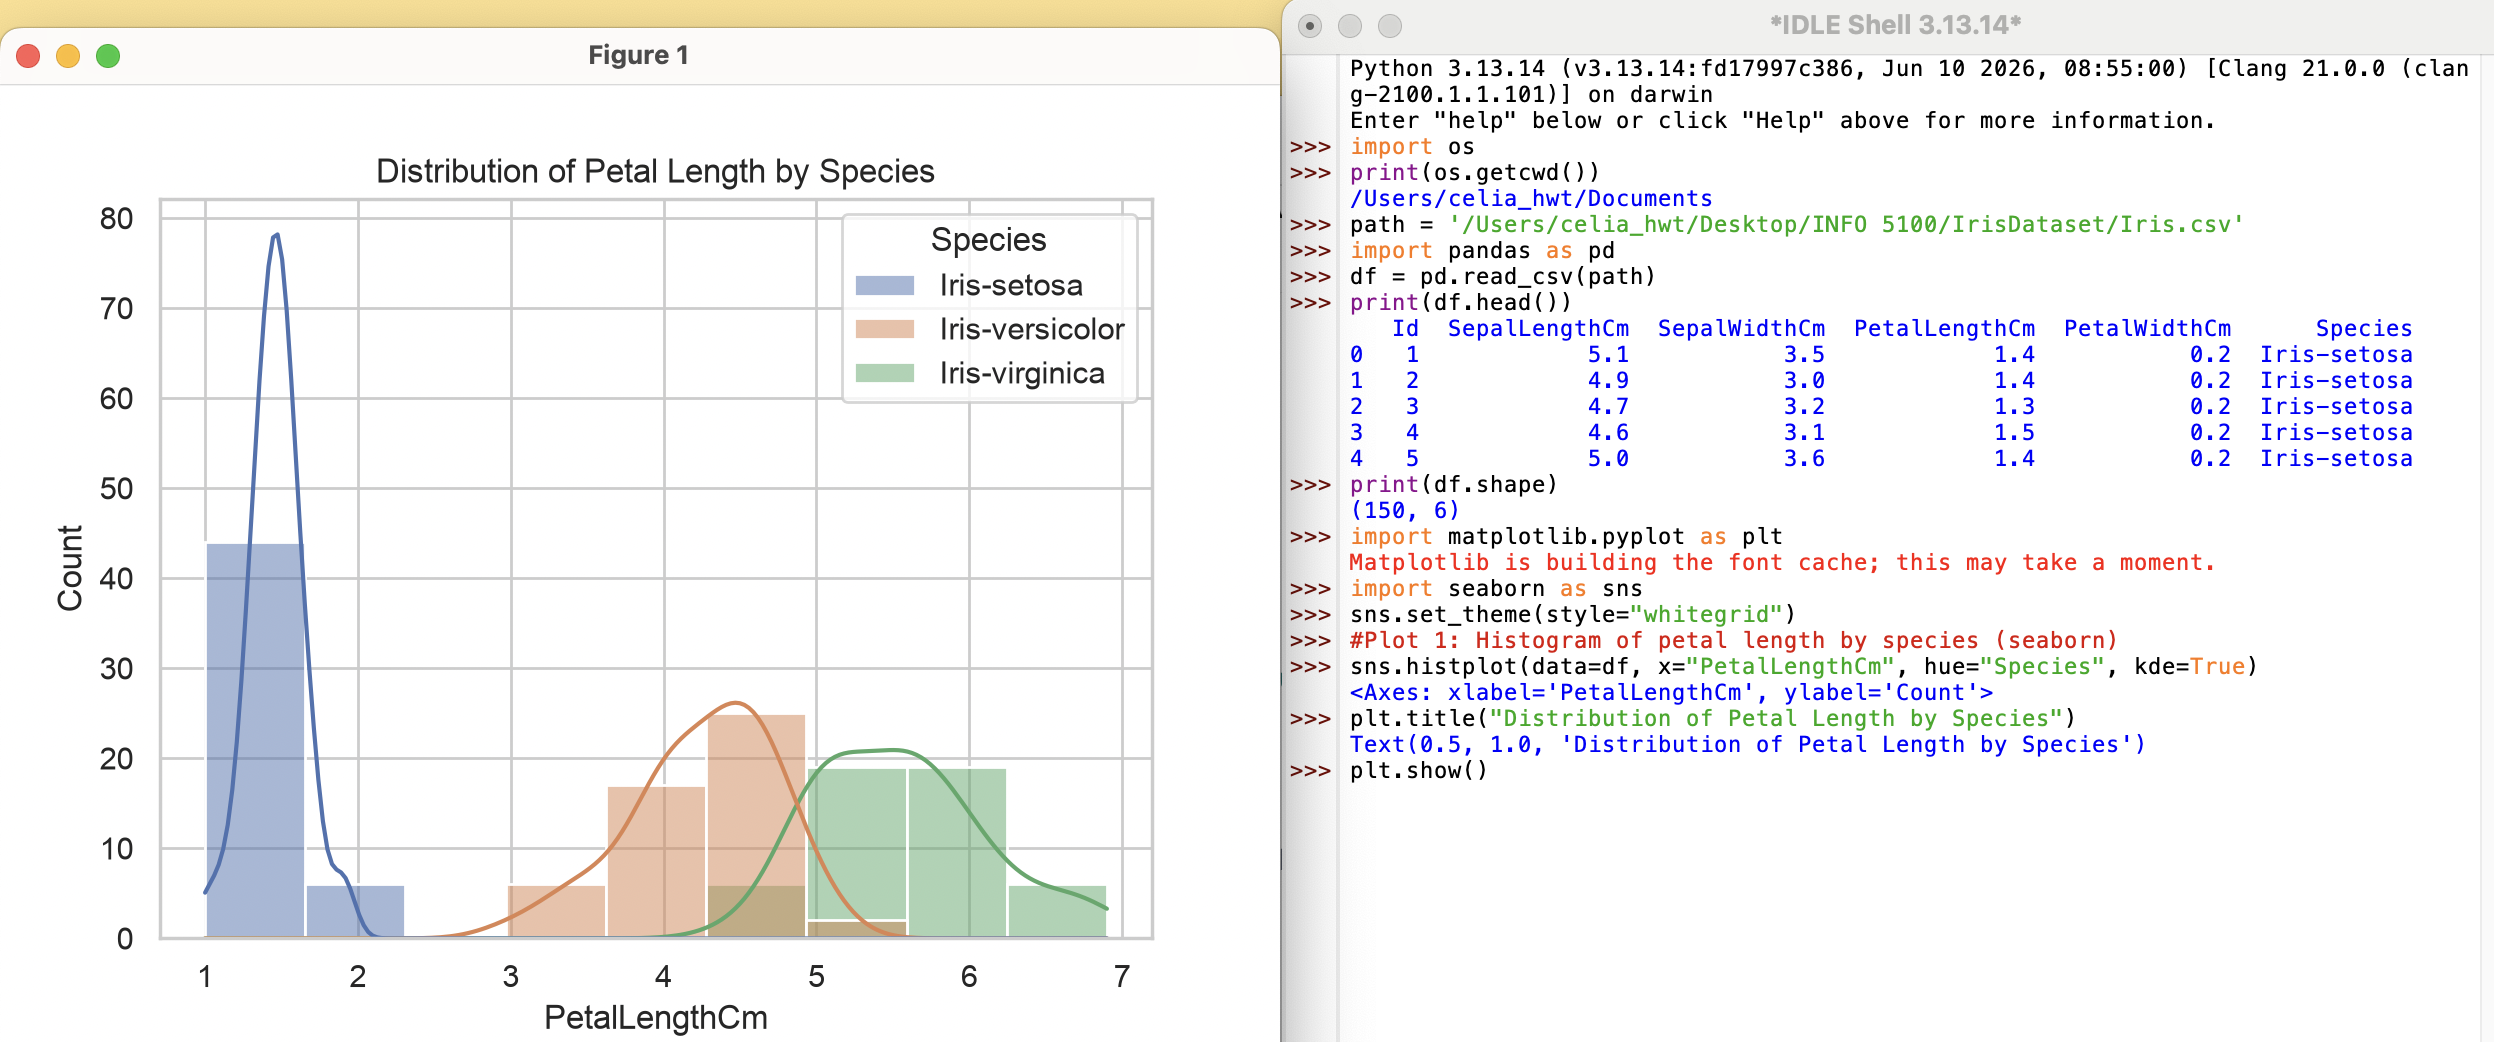 Figure 1
Distribution of Petal Length by Species
80
70
60
50
40
30
20
10
0
Count
Species
Iris-setosa
Iris-versicolor
Iris-virginica
1 2 3 4 5 6 7
PetalLengthCm
*IDLE Shell 3.13.14*
Python 3.13.14 (v3.13.14:fd17997c386, Jun 10 2026, 08:55:00) [Clang 21.0.0 (clan
g-2100.1.1.101)] on darwin
Enter "help" below or click "Help" above for more information.
>>> import os
>>> print(os.getcwd())
/Users/celia_hwt/Documents
>>> path = '/Users/celia_hwt/Desktop/INFO 5100/IrisDataset/Iris.csv'
>>> import pandas as pd
>>> df = pd.read_csv(path)
>>> print(df.head())
   Id  SepalLengthCm  SepalWidthCm  PetalLengthCm  PetalWidthCm      Species
0   1            5.1           3.5            1.4           0.2  Iris-setosa
1   2            4.9           3.0            1.4           0.2  Iris-setosa
2   3            4.7           3.2            1.3           0.2  Iris-setosa
3   4            4.6           3.1            1.5           0.2  Iris-setosa
4   5            5.0           3.6            1.4           0.2  Iris-setosa
>>> print(df.shape)
(150, 6)
>>> import matplotlib.pyplot as plt
Matplotlib is building the font cache; this may take a moment.
>>> import seaborn as sns
>>> sns.set_theme(style="whitegrid")
>>> #Plot 1: Histogram of petal length by species (seaborn)
>>> sns.histplot(data=df, x="PetalLengthCm", hue="Species", kde=True)
<Axes: xlabel='PetalLengthCm', ylabel='Count'>
>>> plt.title("Distribution of Petal Length by Species")
Text(0.5, 1.0, 'Distribution of Petal Length by Species')
>>> plt.show()